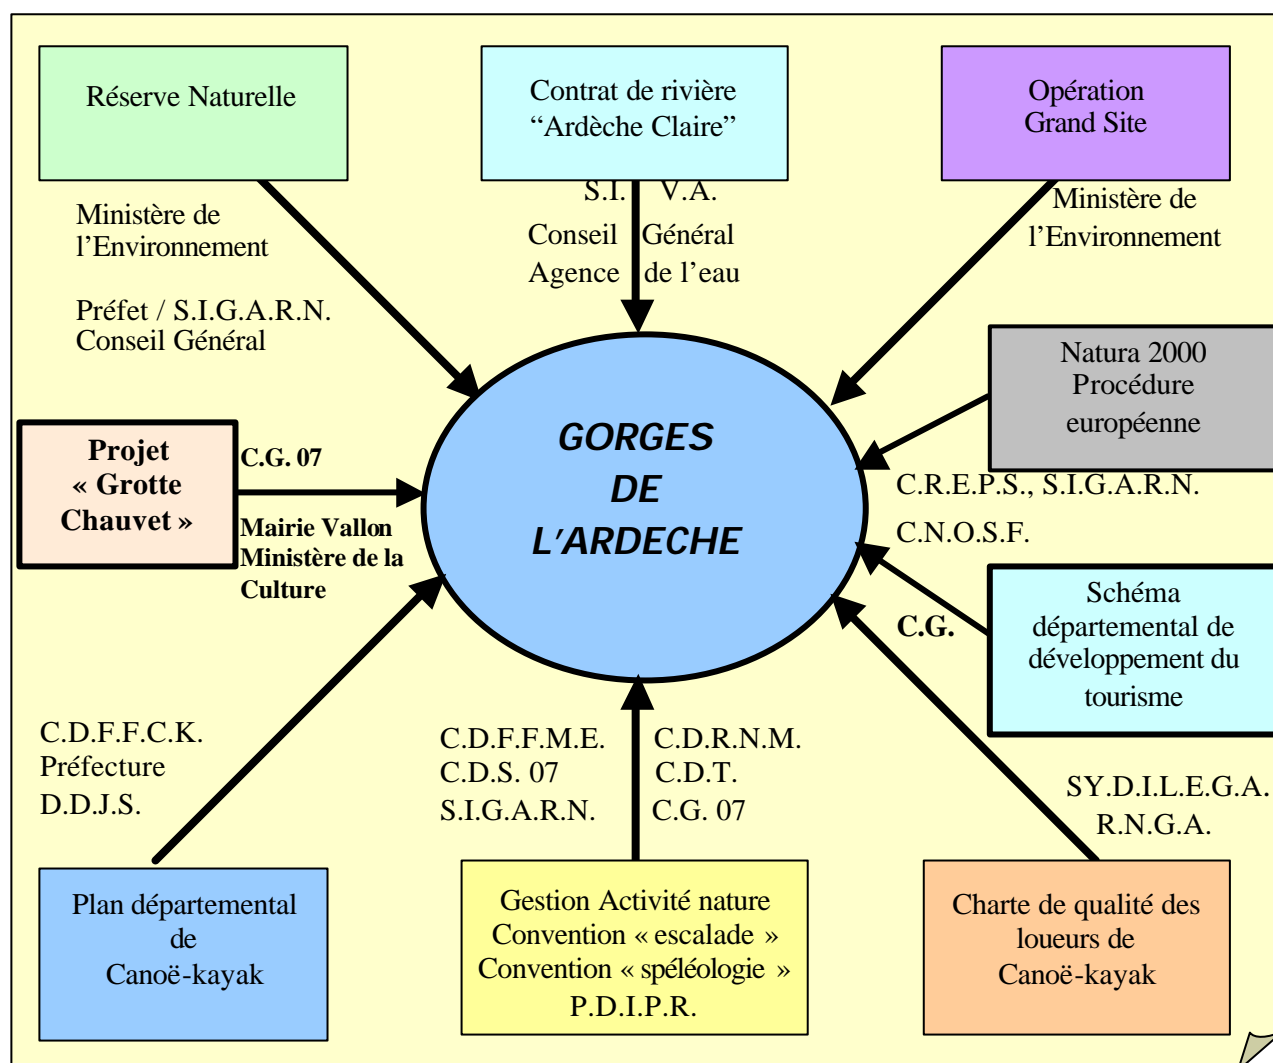 Réserve Naturelle
Contrat de rivière
“Ardèche Claire”
Opération
Grand Site
Ministère de
l’Environnement
Préfet / S.I.G.A.R.N.
Conseil Général
S.I. V.A.
Conseil Général
Agence de l’eau
Ministère de
l’Environnement
Natura 2000
Procédure
européenne
Projet
« Grotte
Chauvet »
C.G. 07
Mairie Vallon
Ministère de la
Culture
GORGES
DE
L’ARDECHE
C.R.E.P.S., S.I.G.A.R.N.
C.N.O.S.F.
C.G.
Schéma
départemental de
développement du
tourisme
C.D.F.F.C.K.
Préfecture
D.D.J.S.
C.D.F.F.M.E.
C.D.S. 07
S.I.G.A.R.N.
C.D.R.N.M.
C.D.T.
C.G. 07
SY.D.I.L.E.G.A.
R.N.G.A.
Plan départemental
de
Canoë-kayak
Gestion Activité nature
Convention « escalade »
Convention « spéléologie »
P.D.I.P.R.
Charte de qualité des
loueurs de
Canoë-kayak